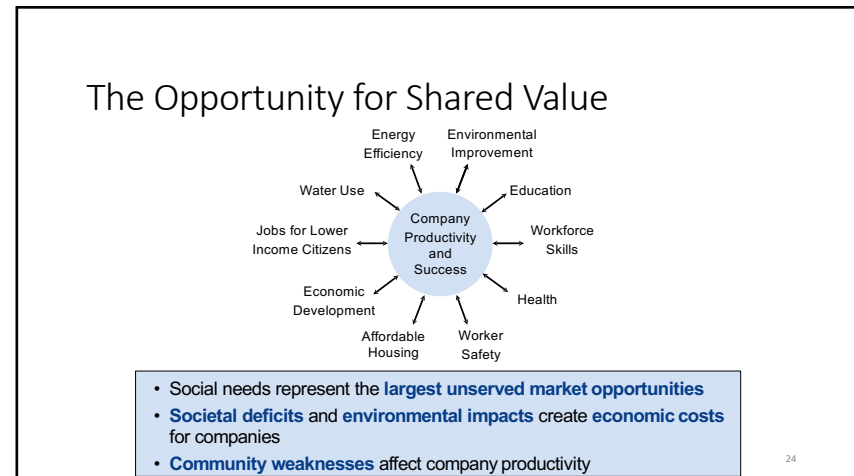 The Opportunity for Shared Value
Energy
Efficiency
Environmental
Improvement
Water Use
Education
Jobs for Lower
Income Citizens
Company
Productivity
and
Success
Workforce
Skills
Economic
Development
Health
Affordable
Housing
Worker
Safety
• Social needs represent the largest unserved market opportunities
• Societal deficits and environmental impacts create economic costs
for companies
• Community weaknesses affect company productivity
24